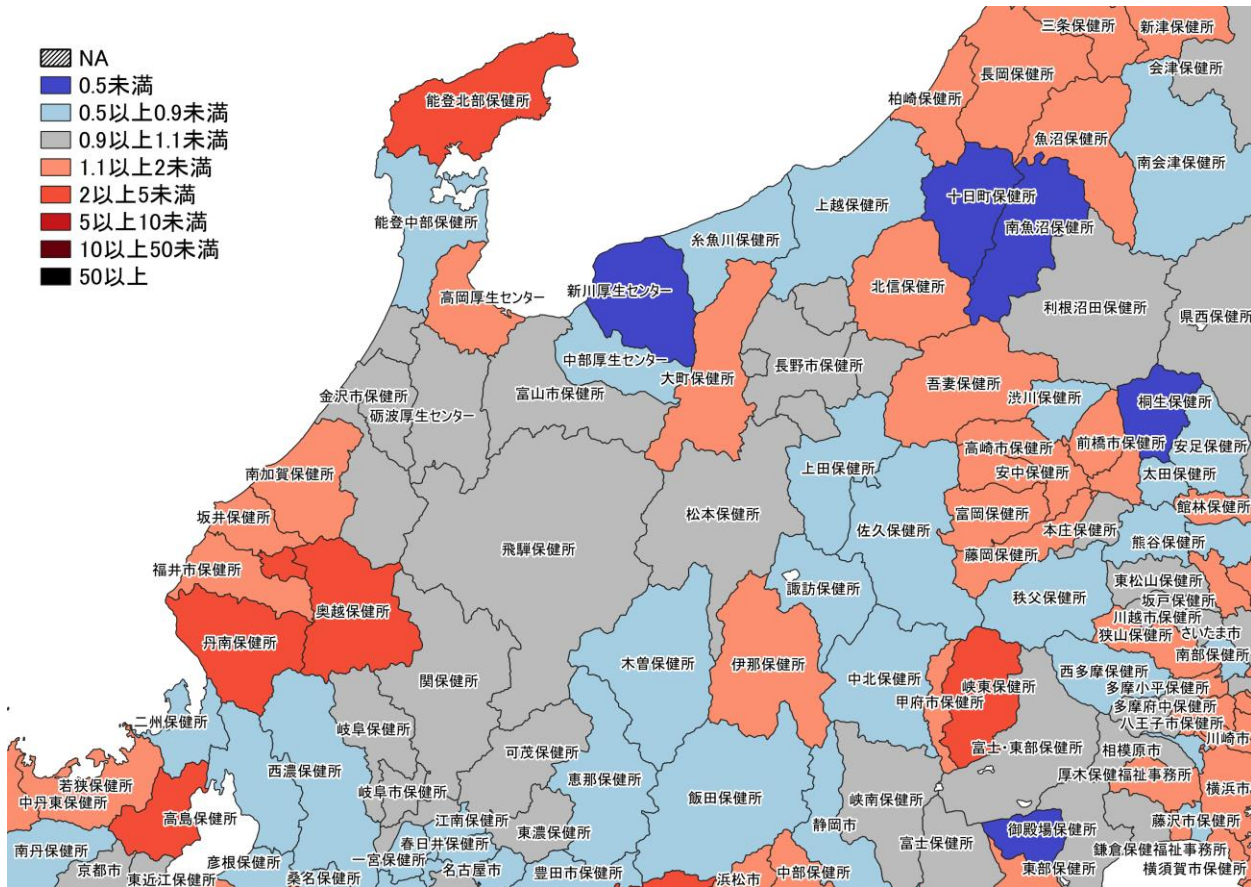 NA
0.5未満
0.5以上0.9未満
0.9以上1.1未満
1.1以上2未満
2以上5未満
5以上10未満
10以上50未満
50以上
三条保健所
新津保健所
会津保健所
長岡保健所
柏崎保健所
能登北部保健所
魚沼保健所
南会津保健所
十日町保健所
上越保健所
能登中部保健所
南魚沼保健所
糸魚川保健所
新川厚生センター
北信保健所
高岡厚生センター
利根沼田保健所
県西保健所
中部厚生センター
長野市保健所
大町保健所
吾妻保健所
富山市保健所
金沢市保健所
渋川保健所
桐生保健所
砺波厚生センター
高崎市保健所
前橋市保健所
安足保健所
上田保健所
安中保健所
太田保健所
南加賀保健所
館林保健所
坂井保健所
松本保健所
富岡保健所
佐久保健所
本庄保健所
熊谷保健所
飛騨保健所
藤岡保健所
福井市保健所
東松山保健所
諏訪保健所
秩父保健所
坂戸保健所
奥越保健所
川越市保健所
さいたま市
狭山保健所
丹南保健所
南部保健所
木曽保健所
伊那保健所
西多摩保健所
関保健所
中北保健所
峡東保健所
多摩小平保健所
甲府市保健所
多摩府中保健所
二州保健所
八王子市保健所
岐阜保健所
川崎市
富士・東部保健所
相模原市
可茂保健所
西濃保健所
恵那保健所
厚木保健福祉事務所
若狭保健所
岐阜市保健所
飯田保健所
峡南保健所
横浜市
中丹東保健所
高島保健所
江南保健所
静岡市
藤沢市保健所
東濃保健所
御殿場保健所
富士保健所
春日井保健所
鎌倉保健福祉事務所
南丹保健所
一宮保健所
彦根保健所
京都市
名古屋市
豊田市保健所
中部保健所
東部保健所
横須賀市保健所
東近江保健所
桑名保健所
浜松市